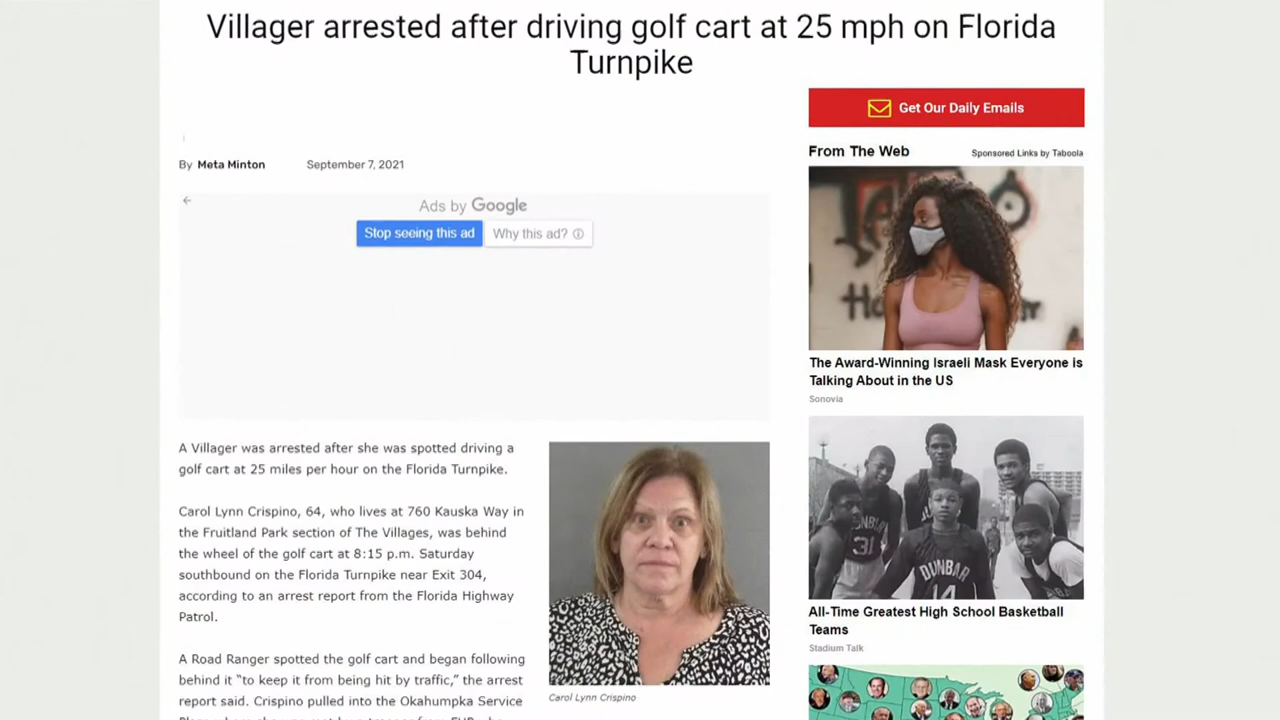 Villager arrested after driving golf cart at 25 mph on Florida
Turnpike
By Meta Minton September 7, 2021
Ads by Google
Stop seeing this ad
Why this ad?
A Villager was arrested after she was spotted driving a
golf cart at 25 miles per hour on the Florida Turnpike.
Carol Lynn Crispino, 64, who lives at 760 Kauska Way in
the Fruitland Park section of The Villages, was behind
the wheel of the golf cart at 8:15 p.m. Saturday
southbound on the Florida Turnpike near Exit 304,
according to an arrest report from the Florida Highway
Patrol.
A Road Ranger spotted the golf cart and began following
behind it “to keep it from being hit by traffic,” the arrest
report said. Crispino pulled into the Okahumpka Service
Carol Lynn Crispino
Get Our Daily Emails
From The Web
Sponsored Links by Taboola
The Award-Winning Israeli Mask Everyone is
Talking About in the US
Sonovia
31
DUNBAR
14
All-Time Greatest High School Basketball
Teams
Stadium Talk